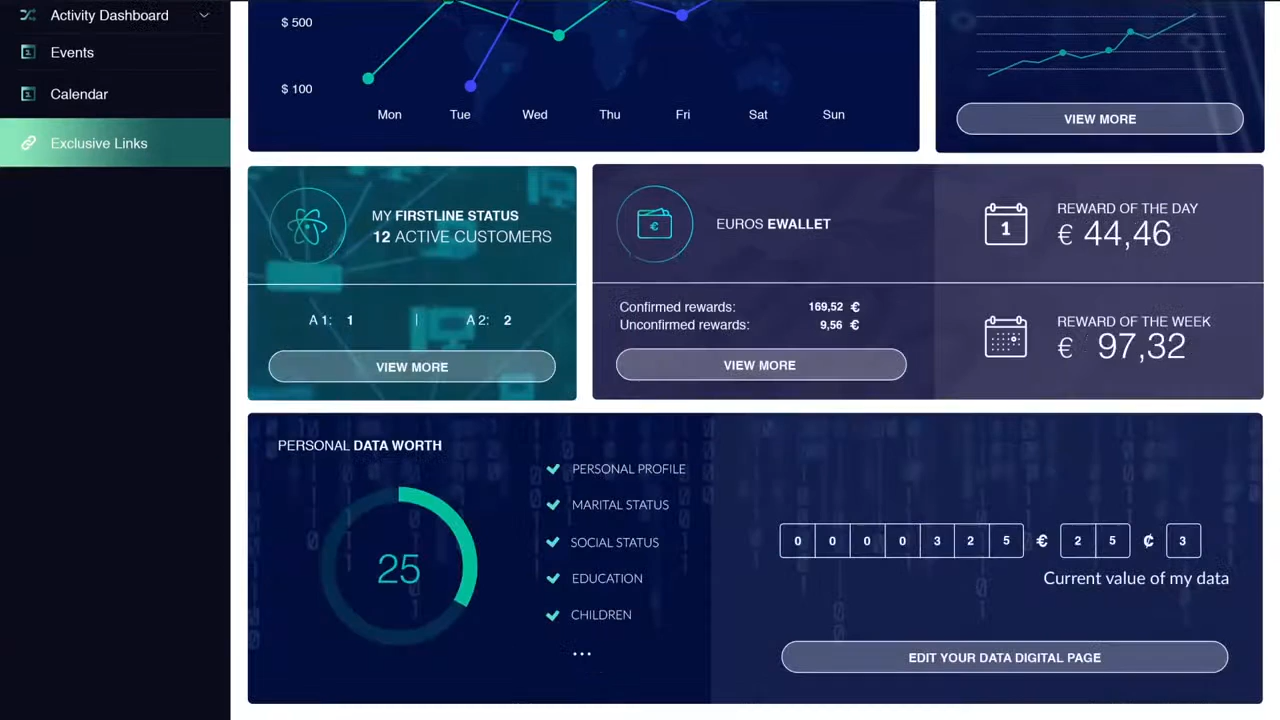 Activity Dashboard
Events
Calendar
Exclusive Links
$ 500
$ 100
Mon Tue Wed Thu Fri Sat Sun
VIEW MORE
MY FIRSTLINE STATUS
12 ACTIVE CUSTOMERS
A 1: 1 | A 2: 2
VIEW MORE
EUROS EWALLET
€
Confirmed rewards: 169,52 €
Unconfirmed rewards: 9,56 €
VIEW MORE
1
REWARD OF THE DAY
€ 44,46
REWARD OF THE WEEK
€ 97,32
PERSONAL DATA WORTH
25
PERSONAL PROFILE
MARITAL STATUS
SOCIAL STATUS
EDUCATION
CHILDREN
...
0 0 0 0 3 2 5 € 2 5 ¢ 3
Current value of my data
EDIT YOUR DATA DIGITAL PAGE